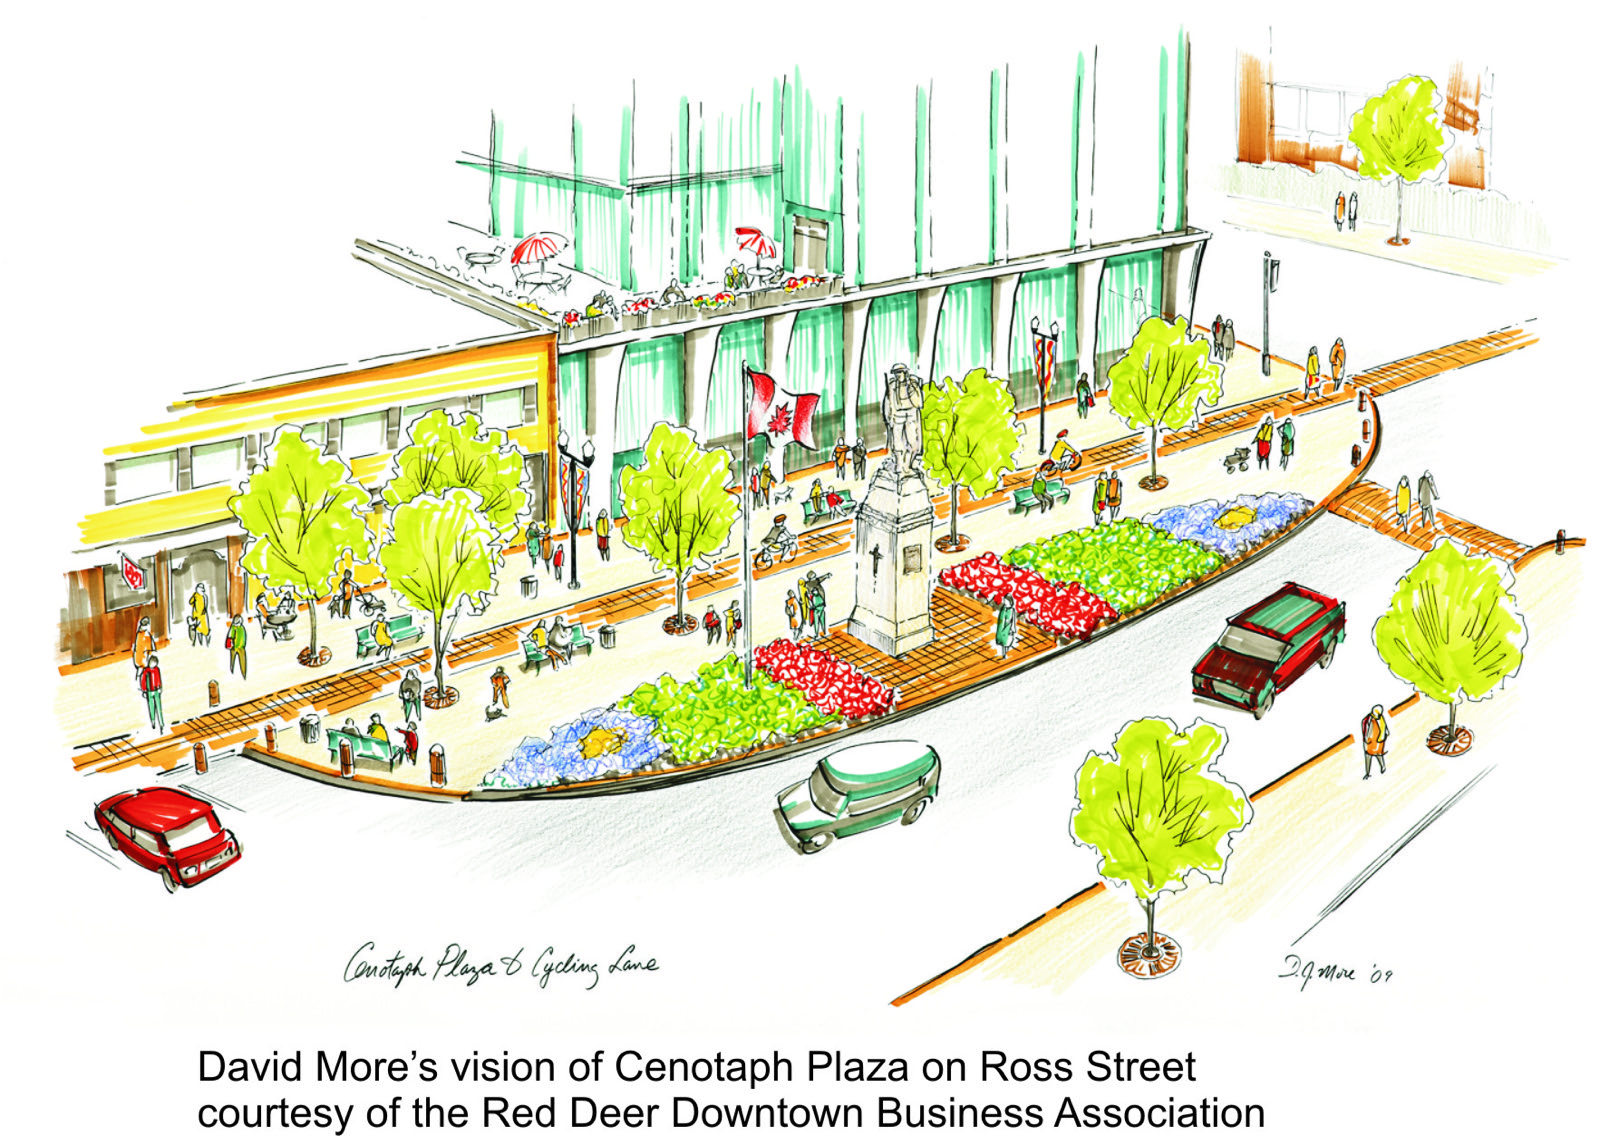 Cenotaph Plaza & Cycling Lane
D.J. More '09
David More's vision of Cenotaph Plaza on Ross Street
courtesy of the Red Deer Downtown Business Association